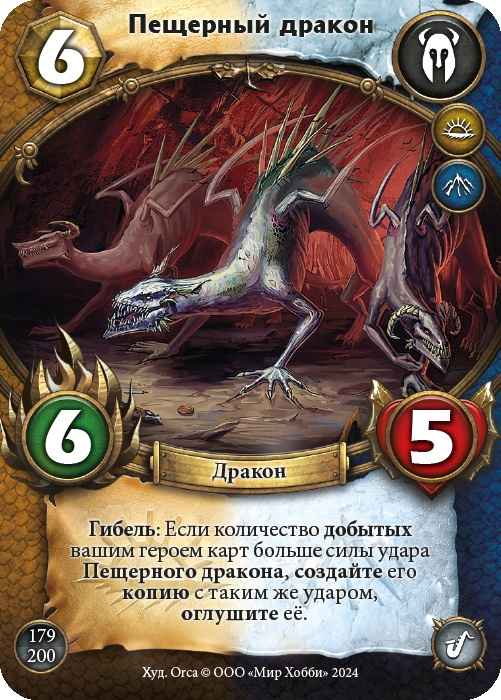 Пещерный дракон
6
6
5
Дракон
Гибель: Если количество добытых
вашим героем карт больше силы удара
Пещерного дракона, создайте его
копию с таким же ударом,
оглушите её.
179
200
Худ. Orca © ООО «Мир Хобби» 2024